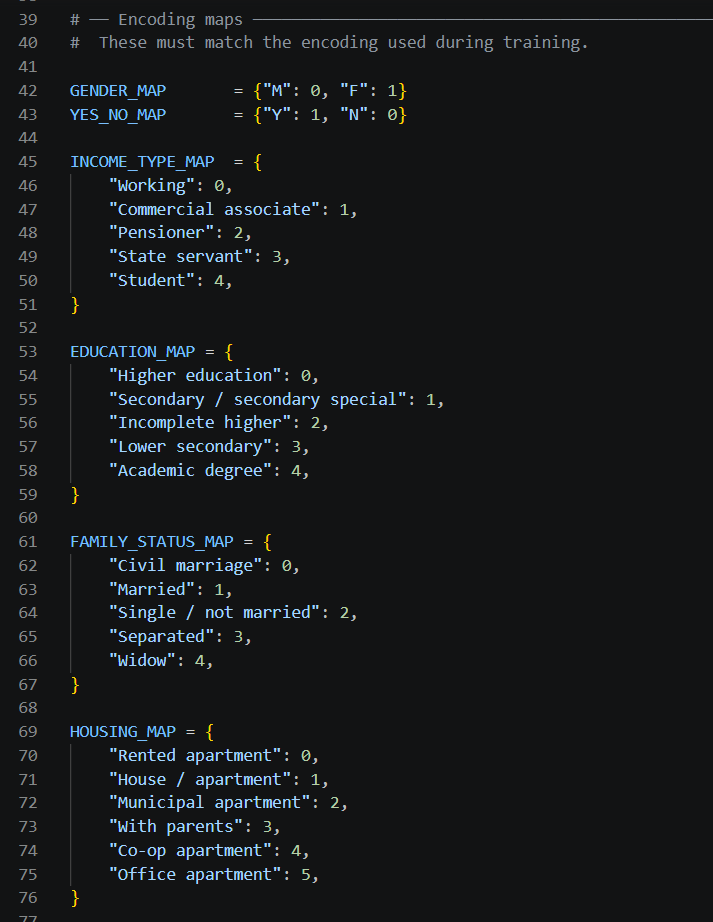 39 # —— Encoding maps ——————————————————————————————
40 #  These must match the encoding used during training.
41
42 GENDER_MAP       = {"M": 0, "F": 1}
43 YES_NO_MAP       = {"Y": 1, "N": 0}
44
45 INCOME_TYPE_MAP  = {
46     "Working": 0,
47     "Commercial associate": 1,
48     "Pensioner": 2,
49     "State servant": 3,
50     "Student": 4,
51 }
52
53 EDUCATION_MAP = {
54     "Higher education": 0,
55     "Secondary / secondary special": 1,
56     "Incomplete higher": 2,
57     "Lower secondary": 3,
58     "Academic degree": 4,
59 }
60
61 FAMILY_STATUS_MAP = {
62     "Civil marriage": 0,
63     "Married": 1,
64     "Single / not married": 2,
65     "Separated": 3,
66     "Widow": 4,
67 }
68
69 HOUSING_MAP = {
70     "Rented apartment": 0,
71     "House / apartment": 1,
72     "Municipal apartment": 2,
73     "With parents": 3,
74     "Co-op apartment": 4,
75     "Office apartment": 5,
76 }
77